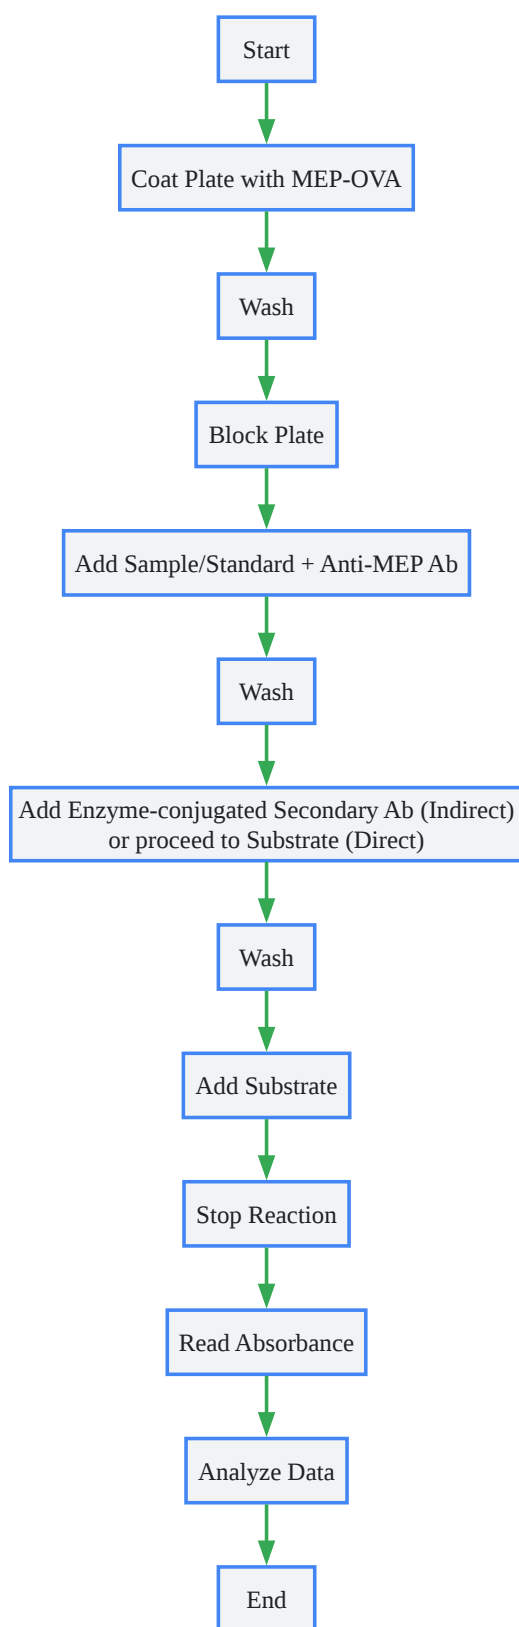 Start
Coat Plate with MEP-OVA
Wash
Block Plate
Add Sample/Standard + Anti-MEP Ab
Wash
Add Enzyme-conjugated Secondary Ab (Indirect)
or proceed to Substrate (Direct)
Wash
Add Substrate
Stop Reaction
Read Absorbance
Analyze Data
End